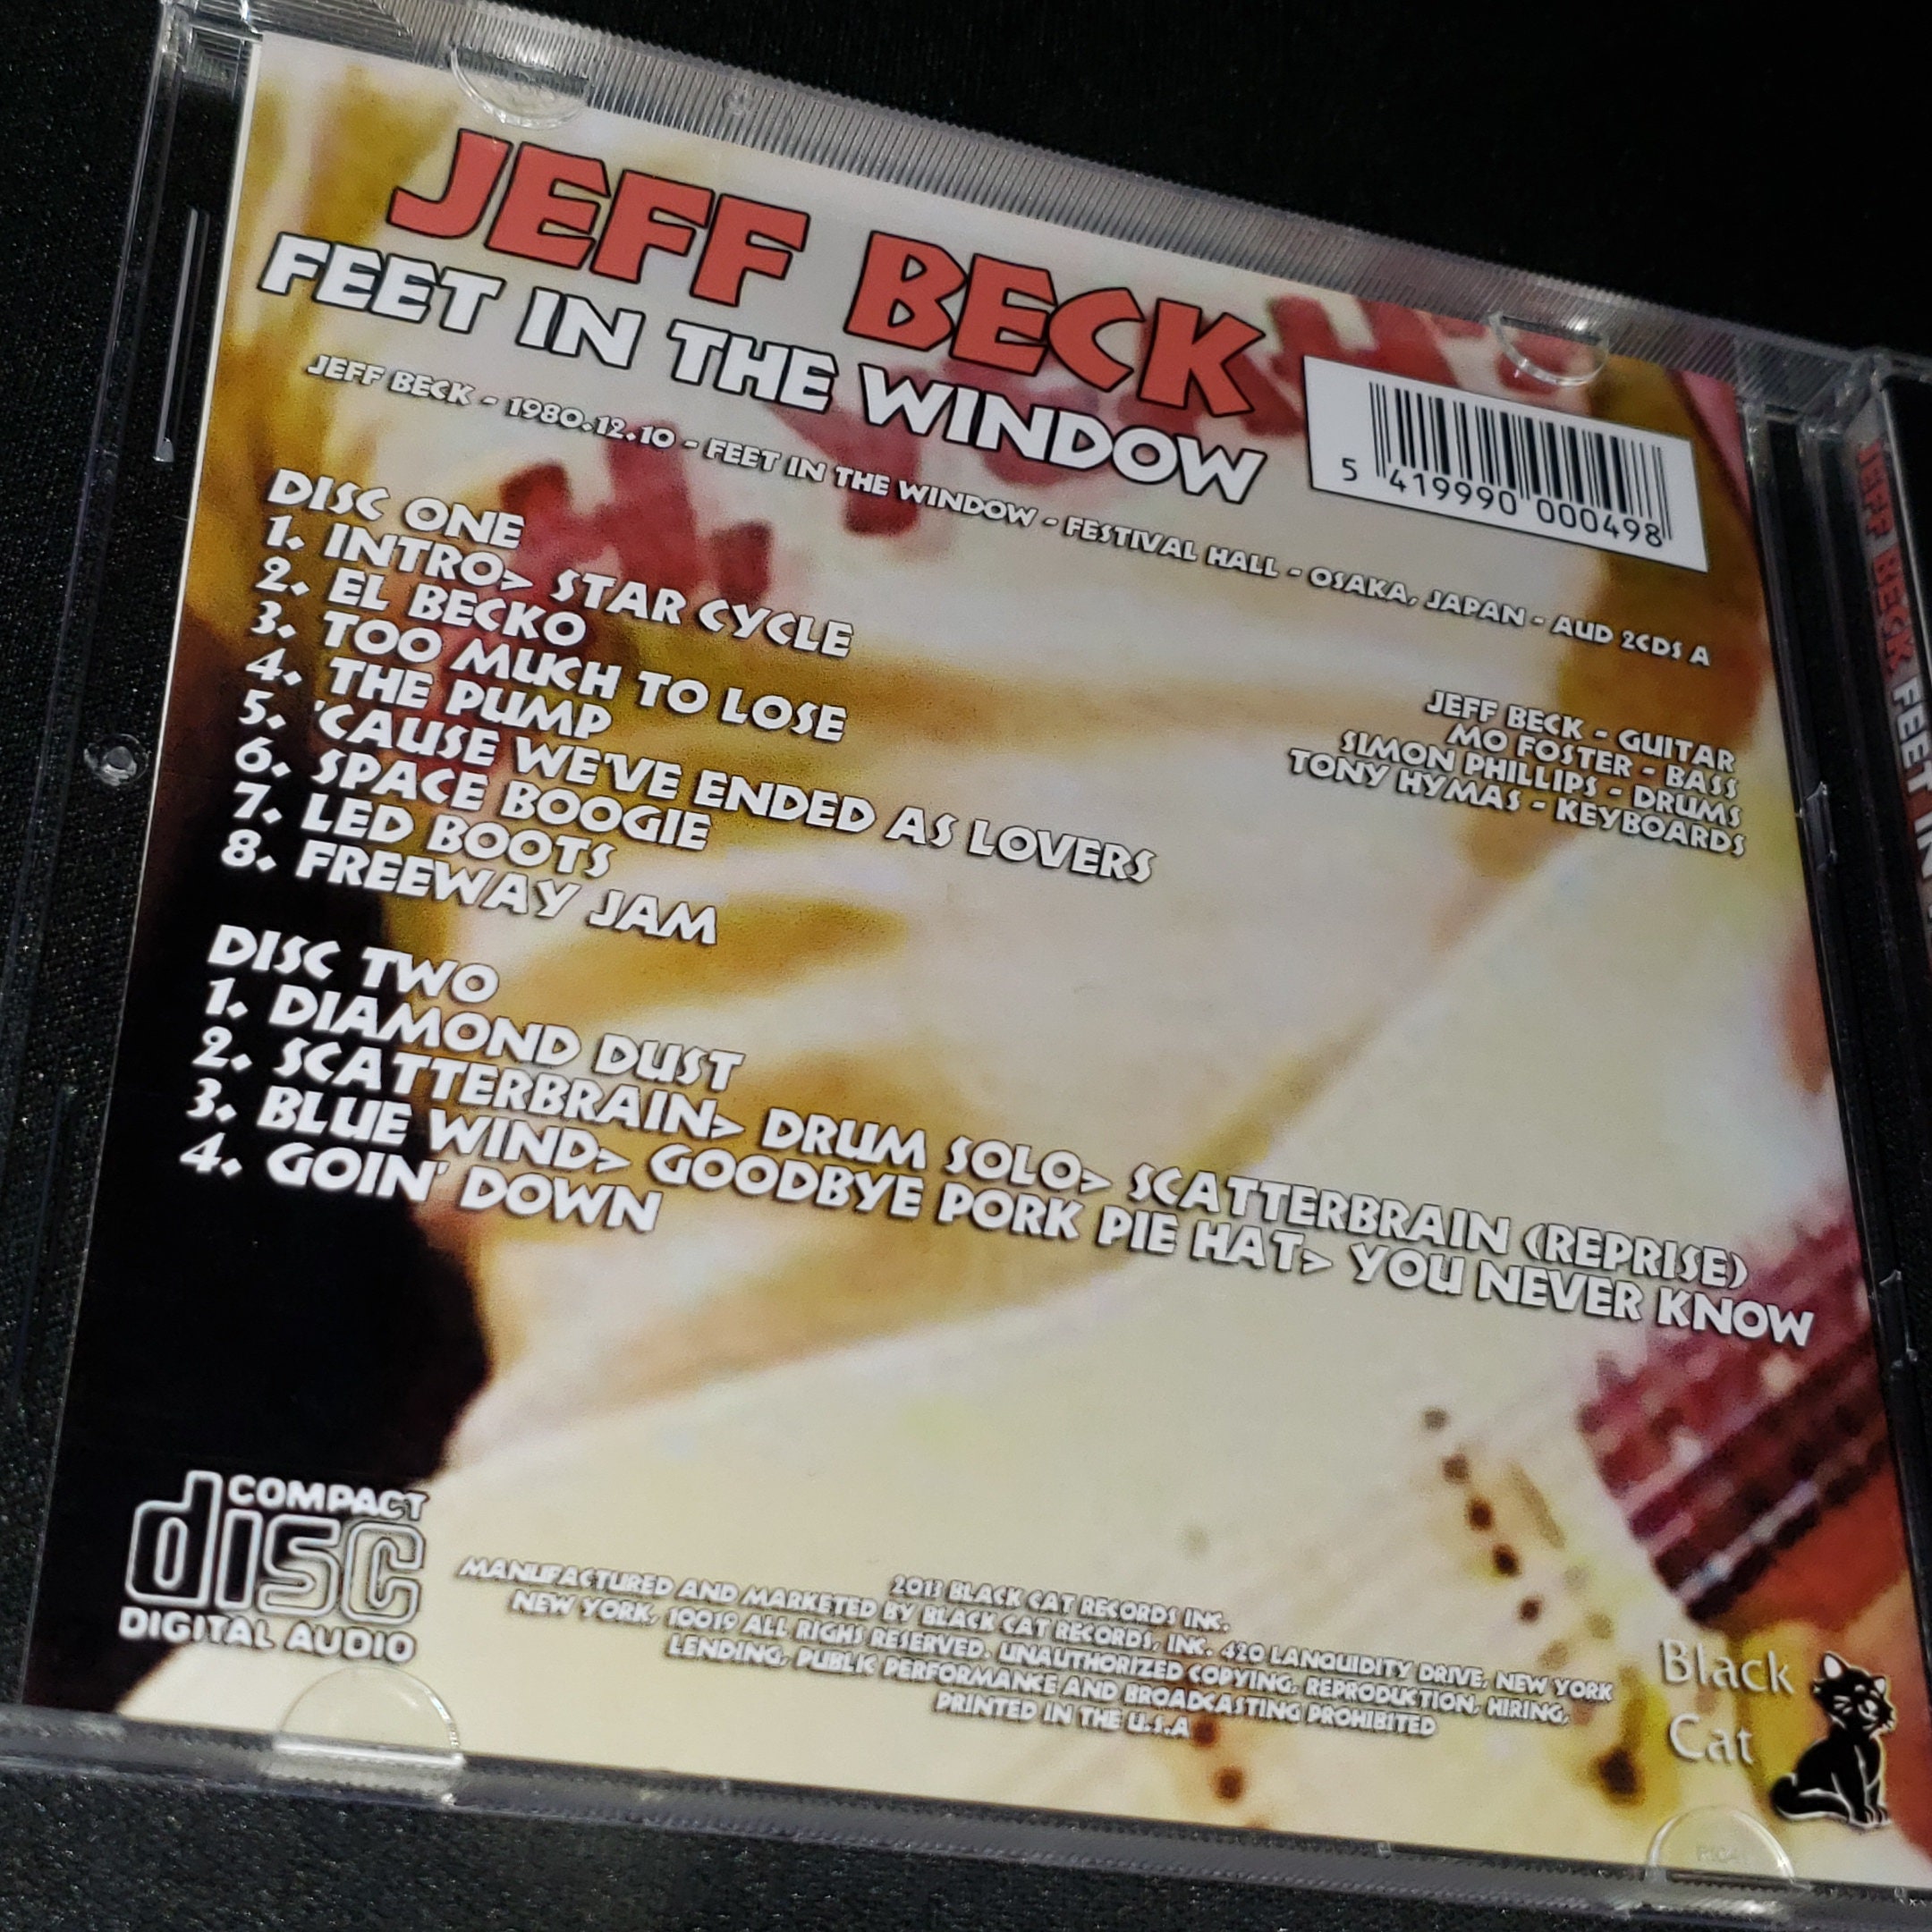 JEFF BECK
FEET IN THE WINDOW
JEFF BECK - 1980.12.10 - FEET IN THE WINDOW - FESTIVAL HALL - OSAKA, JAPAN - AUD 2CDS A
5 419990 000498
DISC ONE
1. INTRO> STAR CYCLE
2. EL BECKO
3. TOO MUCH TO LOSE
4. THE PUMP
5. 'CAUSE WE'VE ENDED AS LOVERS
6. SPACE BOOGIE
7. LED BOOTS
8. FREEWAY JAM
JEFF BECK - GUITAR
MO FOSTER - BASS
SIMON PHILLIPS - DRUMS
TONY HYMAS - KEYBOARDS
DISC TWO
1. DIAMOND DUST
2. SCATTERBRAIN> DRUM SOLO> SCATTERBRAIN (REPRISE)
3. BLUE WIND> GOODBYE PORK PIE HAT> YOU NEVER KNOW
4. GOIN' DOWN
COMPACT
disc
DIGITAL AUDIO
2013 BLACK CAT RECORDS INC.
MANUFACTURED AND MARKETED BY BLACK CAT RECORDS, INC. 420 LANQUIDITY DRIVE, NEW YORK
NEW YORK, 10019 ALL RIGHS RESERVED. UNAUTHORIZED COPYING, REPRODUCTION, HIRING,
LENDING, PUBLIC PERFORMANCE AND BROADCASTING PROHIBITED
PRINTED IN THE U.S.A
Black
Cat
JEFF BECK FEET IN